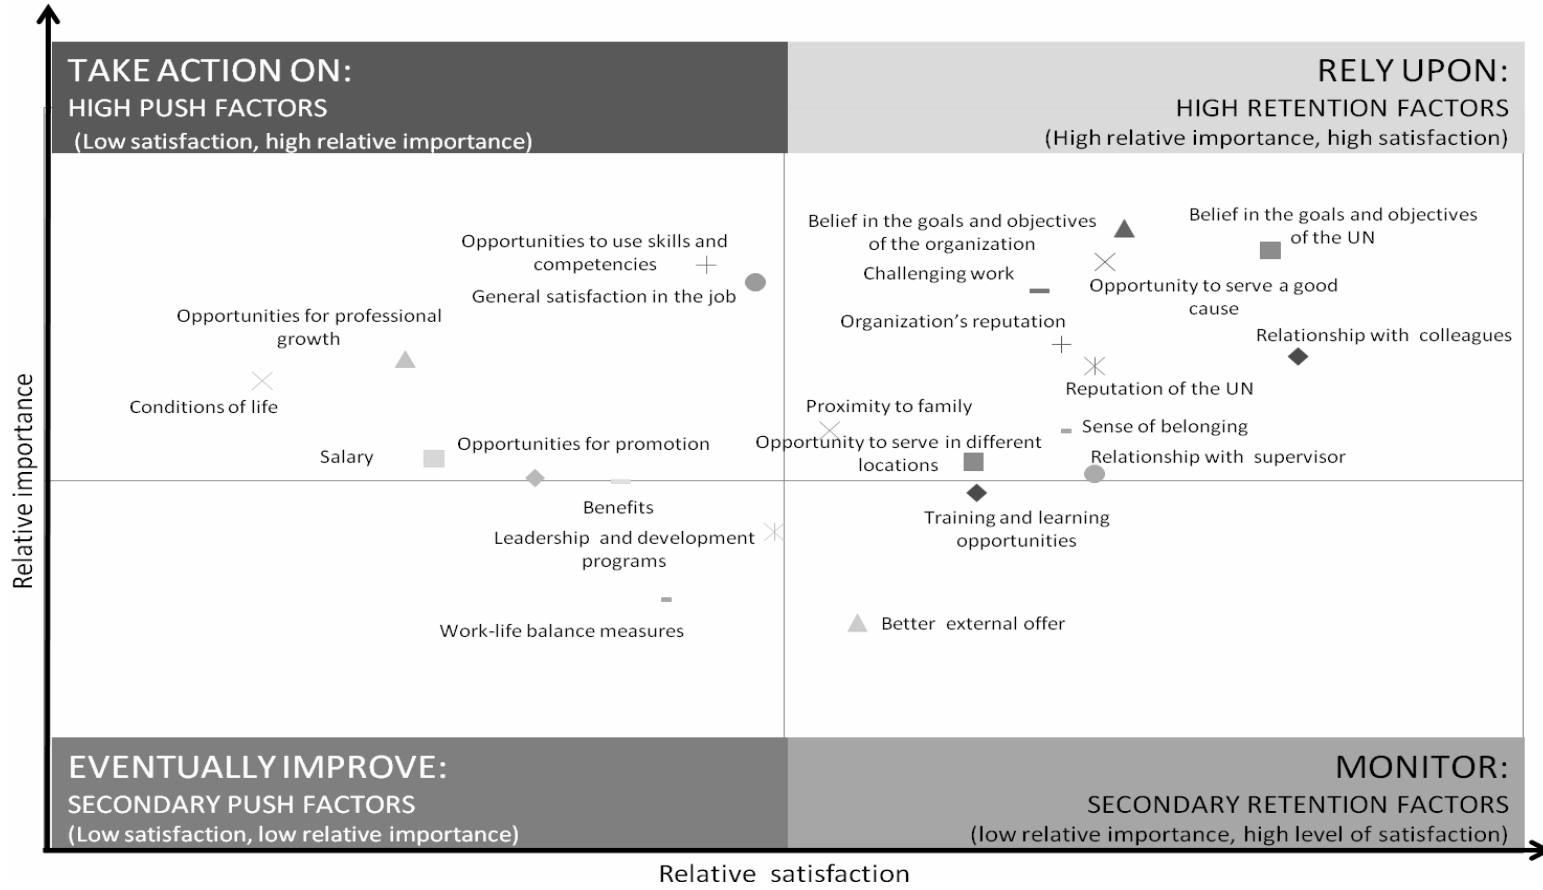 TAKE ACTION ON:
HIGH PUSH FACTORS
(Low satisfaction, high relative importance)
RELY UPON:
HIGH RETENTION FACTORS
(High relative importance, high satisfaction)
Opportunities to use skills and
competencies
General satisfaction in the job
Opportunities for professional
growth
Conditions of life
Salary
Opportunities for promotion
Belief in the goals and objectives
of the organization
Challenging work
Belief in the goals and objectives
of the UN
Opportunity to serve a good
cause
Organization's reputation
Relationship with colleagues
Reputation of the UN
Proximity to family
Sense of belonging
Opportunity to serve in different
locations
Relationship with supervisor
Benefits
Leadership and development
programs
Work-life balance measures
Training and learning
opportunities
Better external offer
EVENTUALLY IMPROVE:
SECONDARY PUSH FACTORS
(Low satisfaction, low relative importance)
MONITOR:
SECONDARY RETENTION FACTORS
(low relative importance, high level of satisfaction)
Relative importance
Relative satisfaction